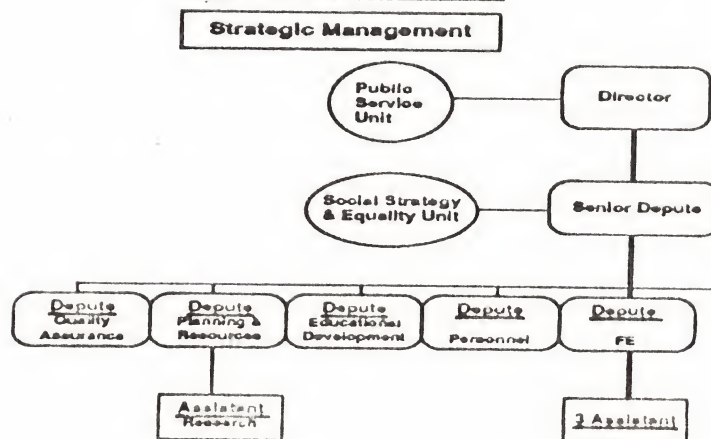 Strategic Management
Public
Service
Unit
Director
Social Strategy
& Equality Unit
Senior Depute
Depute
Quality
Assurance
Depute
Planning &
Resources
Depute
Educational
Development
Depute
Personnel
Depute
FE
Assistant
Research
3 Assistant